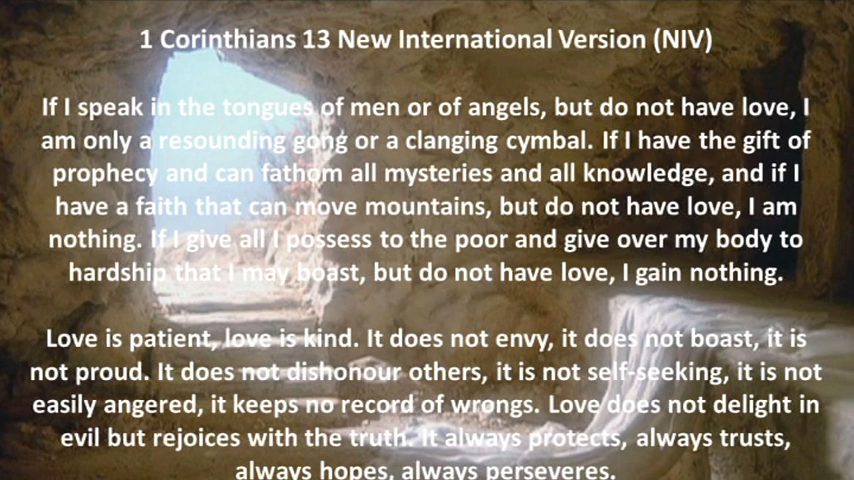 1 Corinthians 13 New International Version (NIV)
If I speak in the tongues of men or of angels, but do not have love, I
am only a resounding gong or a clanging cymbal. If I have the gift of
prophecy and can fathom all mysteries and all knowledge, and if I
have a faith that can move mountains, but do not have love, I am
nothing. If I give all I possess to the poor and give over my body to
hardship that I may boast, but do not have love, I gain nothing.
Love is patient, love is kind. It does not envy, it does not boast, it is
not proud. It does not dishonour others, it is not self-seeking, it is not
easily angered, it keeps no record of wrongs. Love does not delight in
evil but rejoices with the truth. It always protects, always trusts,
always hopes, always perseveres.